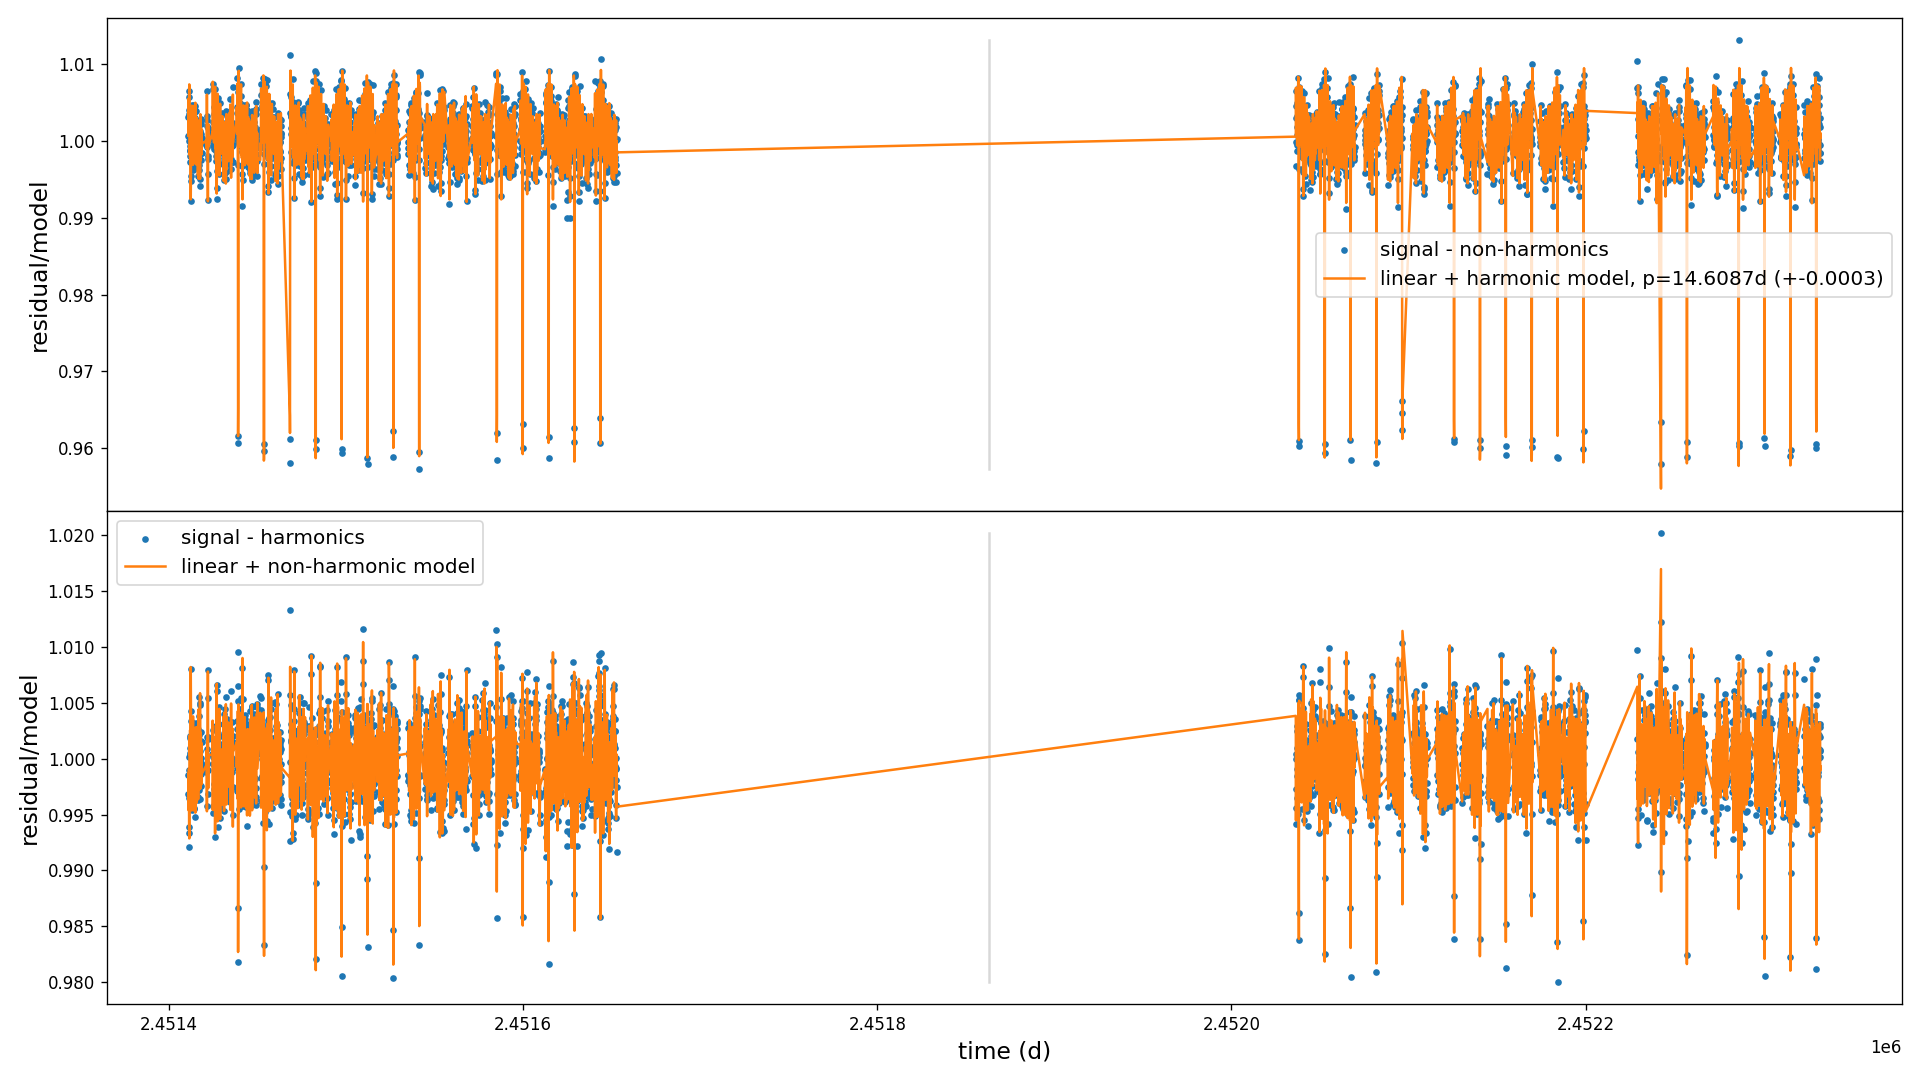 1.01
1.00
0.99
0.98
0.97
0.96
residual/model
signal - non-harmonics
linear + harmonic model, p=14.6087d (+-0.0003)
1.020
1.015
1.010
1.005
1.000
0.995
0.990
0.985
0.980
residual/model
signal - harmonics
linear + non-harmonic model
2.4514 2.4516 2.4518 2.4520 2.4522
1e6
time (d)